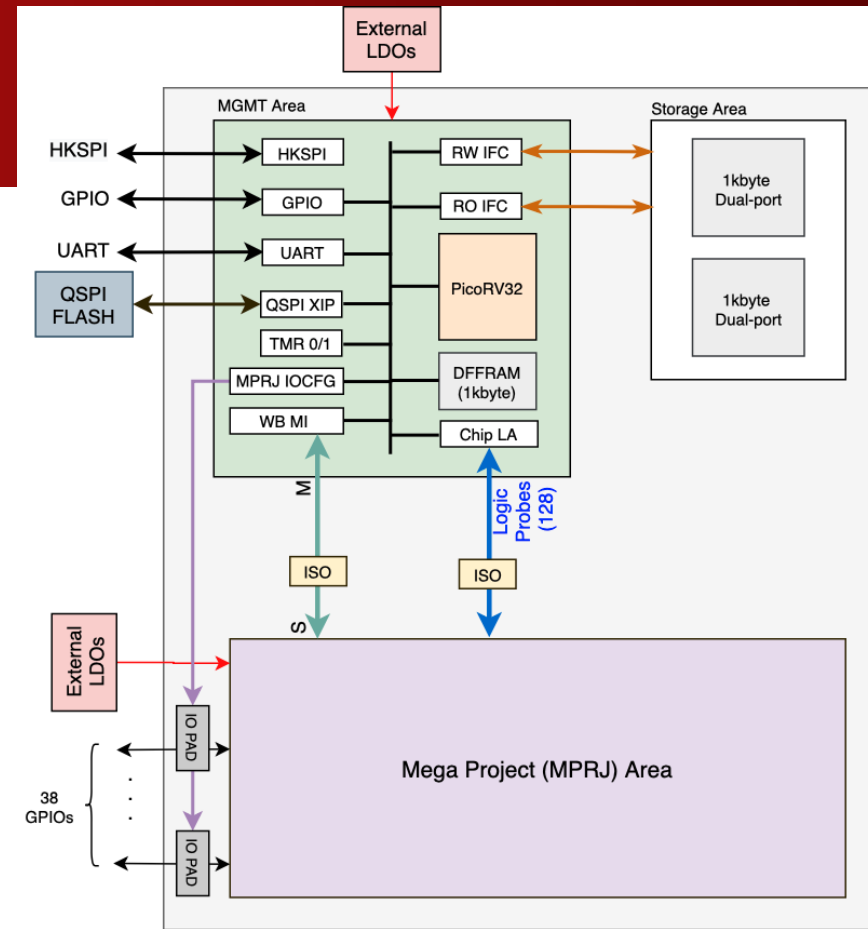 External
LDOs
MGMT Area
Storage Area
HKSPI
HKSPI
RW IFC
1kbyte
Dual-port
GPIO
GPIO
RO IFC
UART
UART
PicoRV32
QSPI
FLASH
QSPI XIP
1kbyte
Dual-port
TMR 0/1
MPRJ IOCFG
DFFRAM
(1kbyte)
WB MI
Chip LA
M
Logic
Probes
(128)
ISO
ISO
S
External
LDOs
IO PAD
Mega Project (MPRJ) Area
38
GPIOs
IO PAD